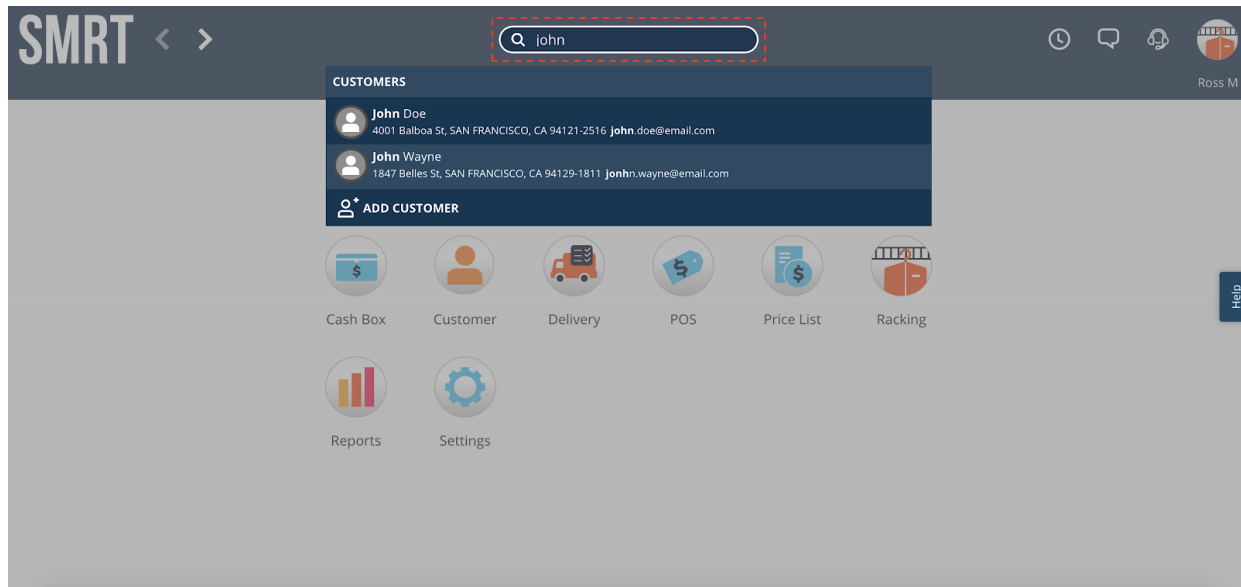 SMRT
john
Ross M
CUSTOMERS
John Doe
4001 Balboa St, SAN FRANCISCO, CA 94121-2516 john.doe@email.com
John Wayne
1847 Belles St, SAN FRANCISCO, CA 94129-1811 jonhn.wayne@email.com
ADD CUSTOMER
Cash Box
Customer
Delivery
POS
Price List
Racking
Help
Reports
Settings